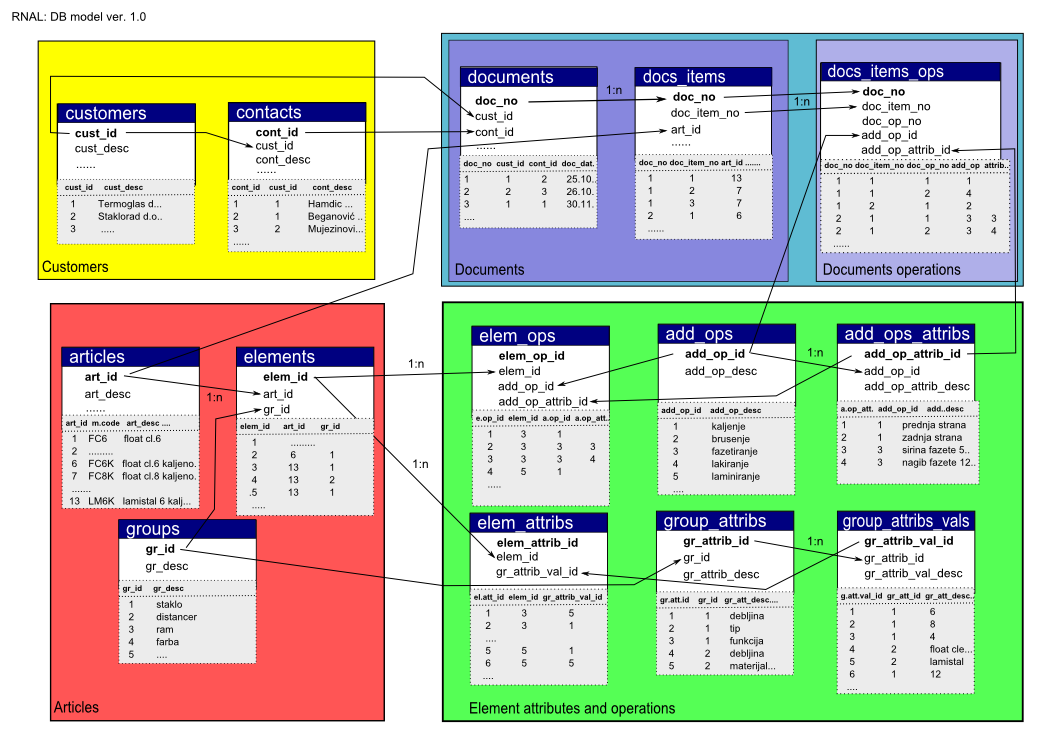 RNAL: DB model ver. 1.0
customers
cust_id
cust_desc
......
cust_id cust_desc
1 Termoglas d...
2 Staklorad d.o..
3 .....
contacts
cont_id
cust_id
cont_desc
......
cont_id cust_id cont_desc
1 1 Hamdic ...
2 1 Beganović ..
3 2 Mujezinovi...
......
Customers
documents
doc_no
cust_id
cont_id
......
doc_no cust_id cont_id doc_dat.
1 1 2 25.10.
2 2 3 26.10.
3 1 1 30.11.
....
1:n
docs_items
doc_no
doc_item_no
art_id
......
doc_no doc_item_no art_id .......
1 1 13
1 2 7
1 3 7
2 1 6
......
Documents
1:n
docs_items_ops
doc_no
doc_item_no
doc_op_no
add_op_id
add_op_attrib_id
doc_no doc_item_no doc_op_no add_op attrib..
1 1 1 1
1 1 2 4
1 2 1 2
2 1 1 3 3
2 1 2 3 4
......
Documents operations
articles
art_id
art_desc
......
art_id m.code art_desc ....
1 FC6 float cl.6
2 .........
6 FC6K float cl.6 kaljeno.
7 FC8K float cl.8 kaljeno.
.......
13 LM6K lamistal 6 kalj...
1:n
elements
elem_id
art_id
gr_id
elem_id art_id gr_id
1 .........
2 6 1
3 13 1
4 13 2
.5 13 1
.....
groups
gr_id
gr_desc
gr_id gr_desc
1 staklo
2 distancer
3 ram
4 farba
5 ....
Articles
1:n
1:n
elem_ops
elem_op_id
elem_id
add_op_id
add_op_attrib_id
e.op_id elem_id a.op_id a.op_att..
1 3 1
2 3 3 3
3 3 3 4
4 5 1
.....
add_ops
add_op_id
add_op_desc
add_op_id add_op_desc
1 kaljenje
2 brusenje
3 fazetiranje
4 lakiranje
5 laminiranje
....
1:n
add_ops_attribs
add_op_attrib_id
add_op_id
add_op_attrib_desc
a.op_att. add_op_id add..desc
1 1 prednja strana
2 1 zadnja strana
3 3 sirina fazete 5..
4 3 nagib fazete 12..
elem_attribs
elem_attrib_id
elem_id
gr_attrib_val_id
el.att_id elem_id gr_attrib_val_id
1 3 5
2 3 1
....
5 5 1
6 5 5
....
group_attribs
gr_attrib_id
gr_id
gr_attrib_desc
gr.att.id gr_id gr_att_desc....
1 1 debljina
2 1 tip
3 1 funkcija
4 2 debljina
5 2 materijal...
1:n
group_attribs_vals
gr_attrib_val_id
gr_attrib_id
gr_attrib_val_desc
g.att.val_id gr_att_id gr_att_desc..
1 1 6
2 1 8
3 1 4
4 2 float cle...
5 2 lamistal
6 1 12
....
Element attributes and operations